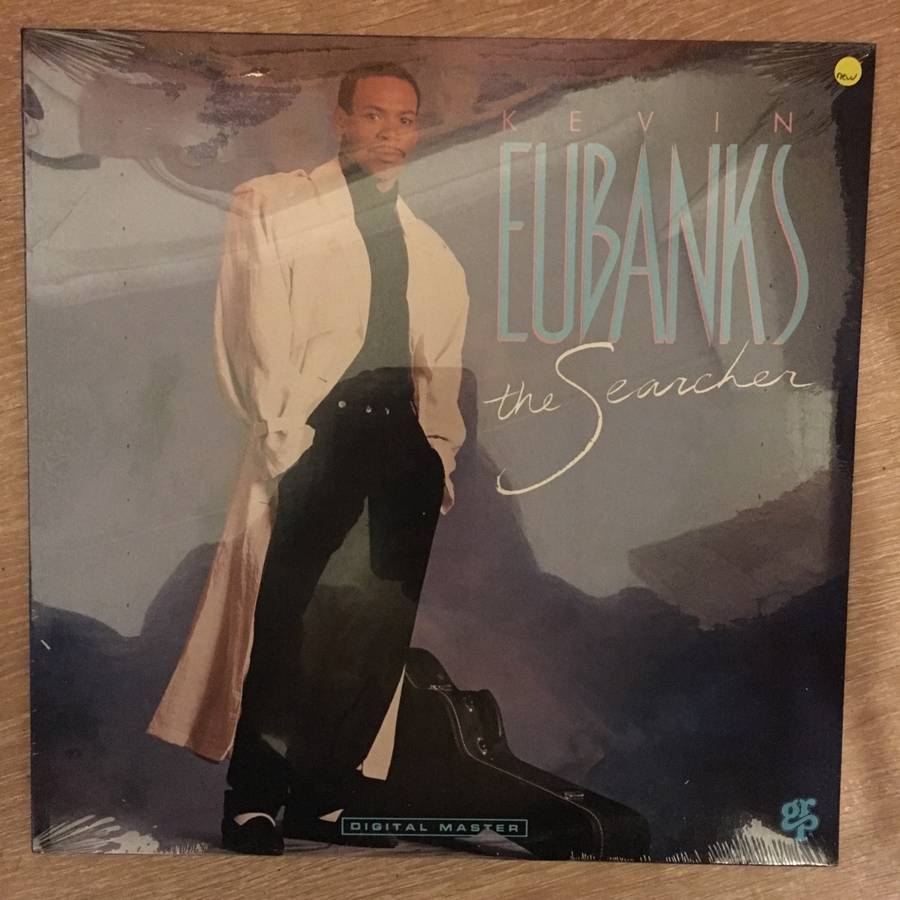 new
KEVIN
EUBANKS
the Searcher
DIGITAL MASTER
grp